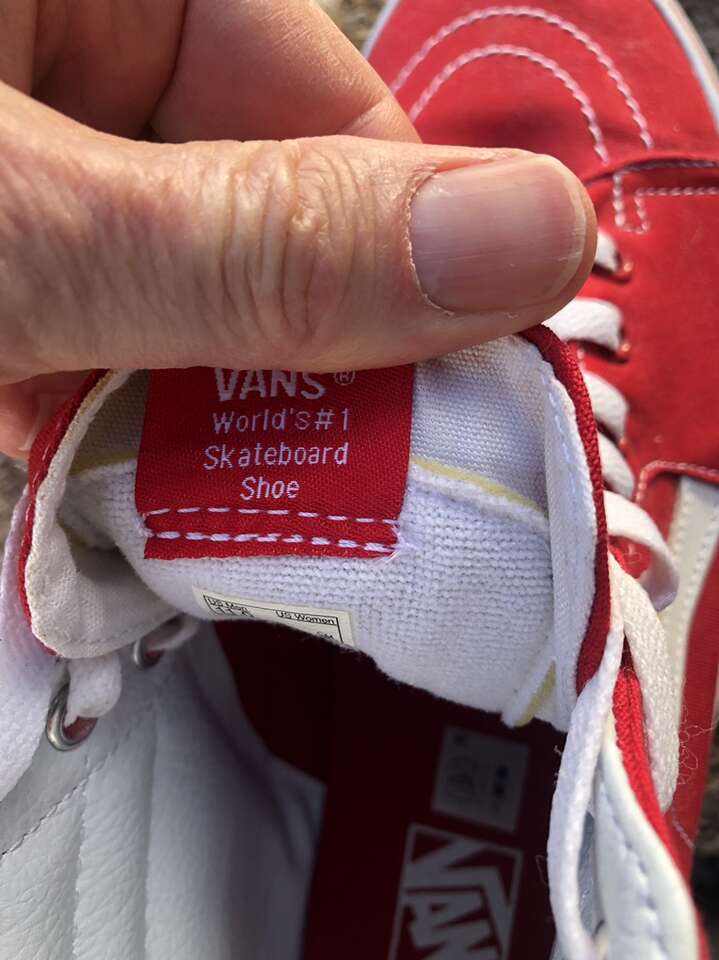 VANS®
World's#1
Skateboard
Shoe
US Men US Women
VANS